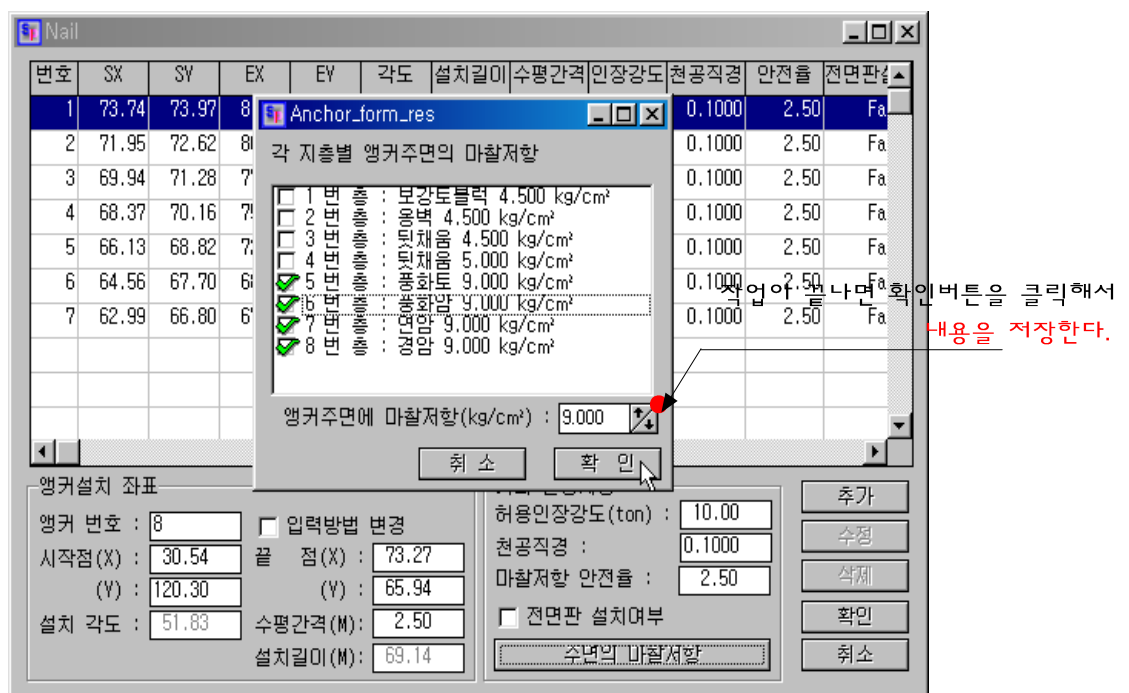 Nail
번호 SX SY EX EY 각도 설치길이 수평간격 인장강도 천공직경 안전율 전면판
1 73.74 73.97 8 0.1000 2.50 Fa
2 71.95 72.62 8 0.1000 2.50 Fa
3 69.94 71.28 7 0.1000 2.50 Fa
4 68.37 70.16 7 0.1000 2.50 Fa
5 66.13 68.82 7 0.1000 2.50 Fa
6 64.56 67.70 6 0.1000 2.50 Fa
7 62.99 66.80 6 0.1000 2.50 Fa
Anchor_form_res
각 지층별 앵커주면의 마찰저항
1 번 층 : 보강토블럭 4.500 kg/cm²
2 번 층 : 옹벽 4.500 kg/cm²
3 번 층 : 뒷채움 4.500 kg/cm²
4 번 층 : 뒷채움 5.000 kg/cm²
5 번 층 : 풍화토 9.000 kg/cm²
6 번 층 : 풍화암 9.000 kg/cm²
7 번 층 : 연암 9.000 kg/cm²
8 번 층 : 경암 9.000 kg/cm²
앵커주면에 마찰저항(kg/cm²) : 9.000
취 소 확 인
작업이 끝나면 확인버튼을 클릭해서
내용을 저장한다.
앵커설치 좌표
앵커 번호 : 8 입력방법 변경
시작점(X) : 30.54 끝 점(X) : 73.27
(Y) : 120.30 (Y) : 65.94
설치 각도 : 51.83 수평간격(M) : 2.50
설치길이(M) : 69.14
허용인장강도(ton) : 10.00
천공직경 : 0.1000
마찰저항 안전율 : 2.50
전면판 설치여부
주면의 마찰저항
추가
수정
삭제
확인
취소